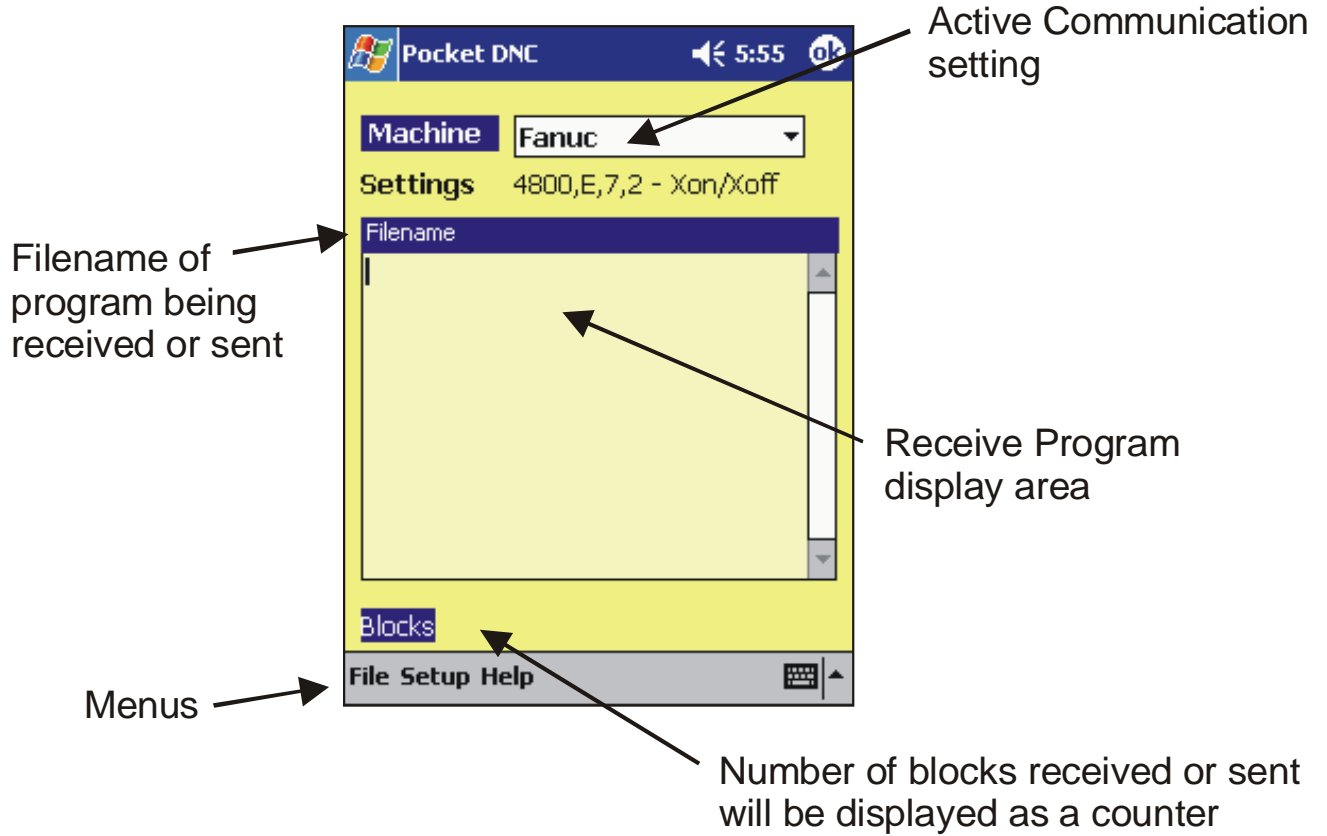 Active Communication
setting
Pocket DNC 5:55 ok
Machine Fanuc
Settings 4800,E,7,2 - Xon/Xoff
Filename
Filename of
program being
received or sent
Receive Program
display area
Blocks
File Setup Help
Menus
Number of blocks received or sent
will be displayed as a counter